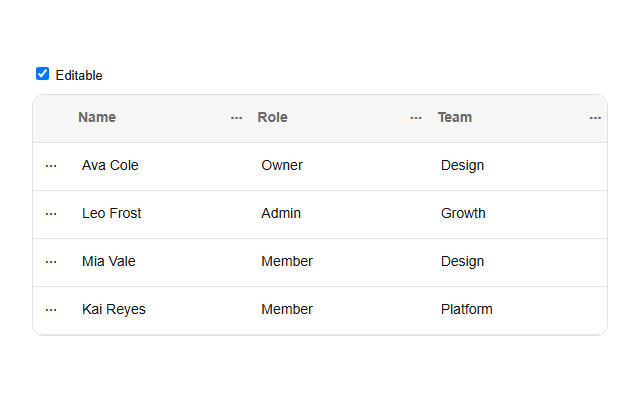 Editable
Name ... Role ... Team ...
... Ava Cole Owner Design
... Leo Frost Admin Growth
... Mia Vale Member Design
... Kai Reyes Member Platform